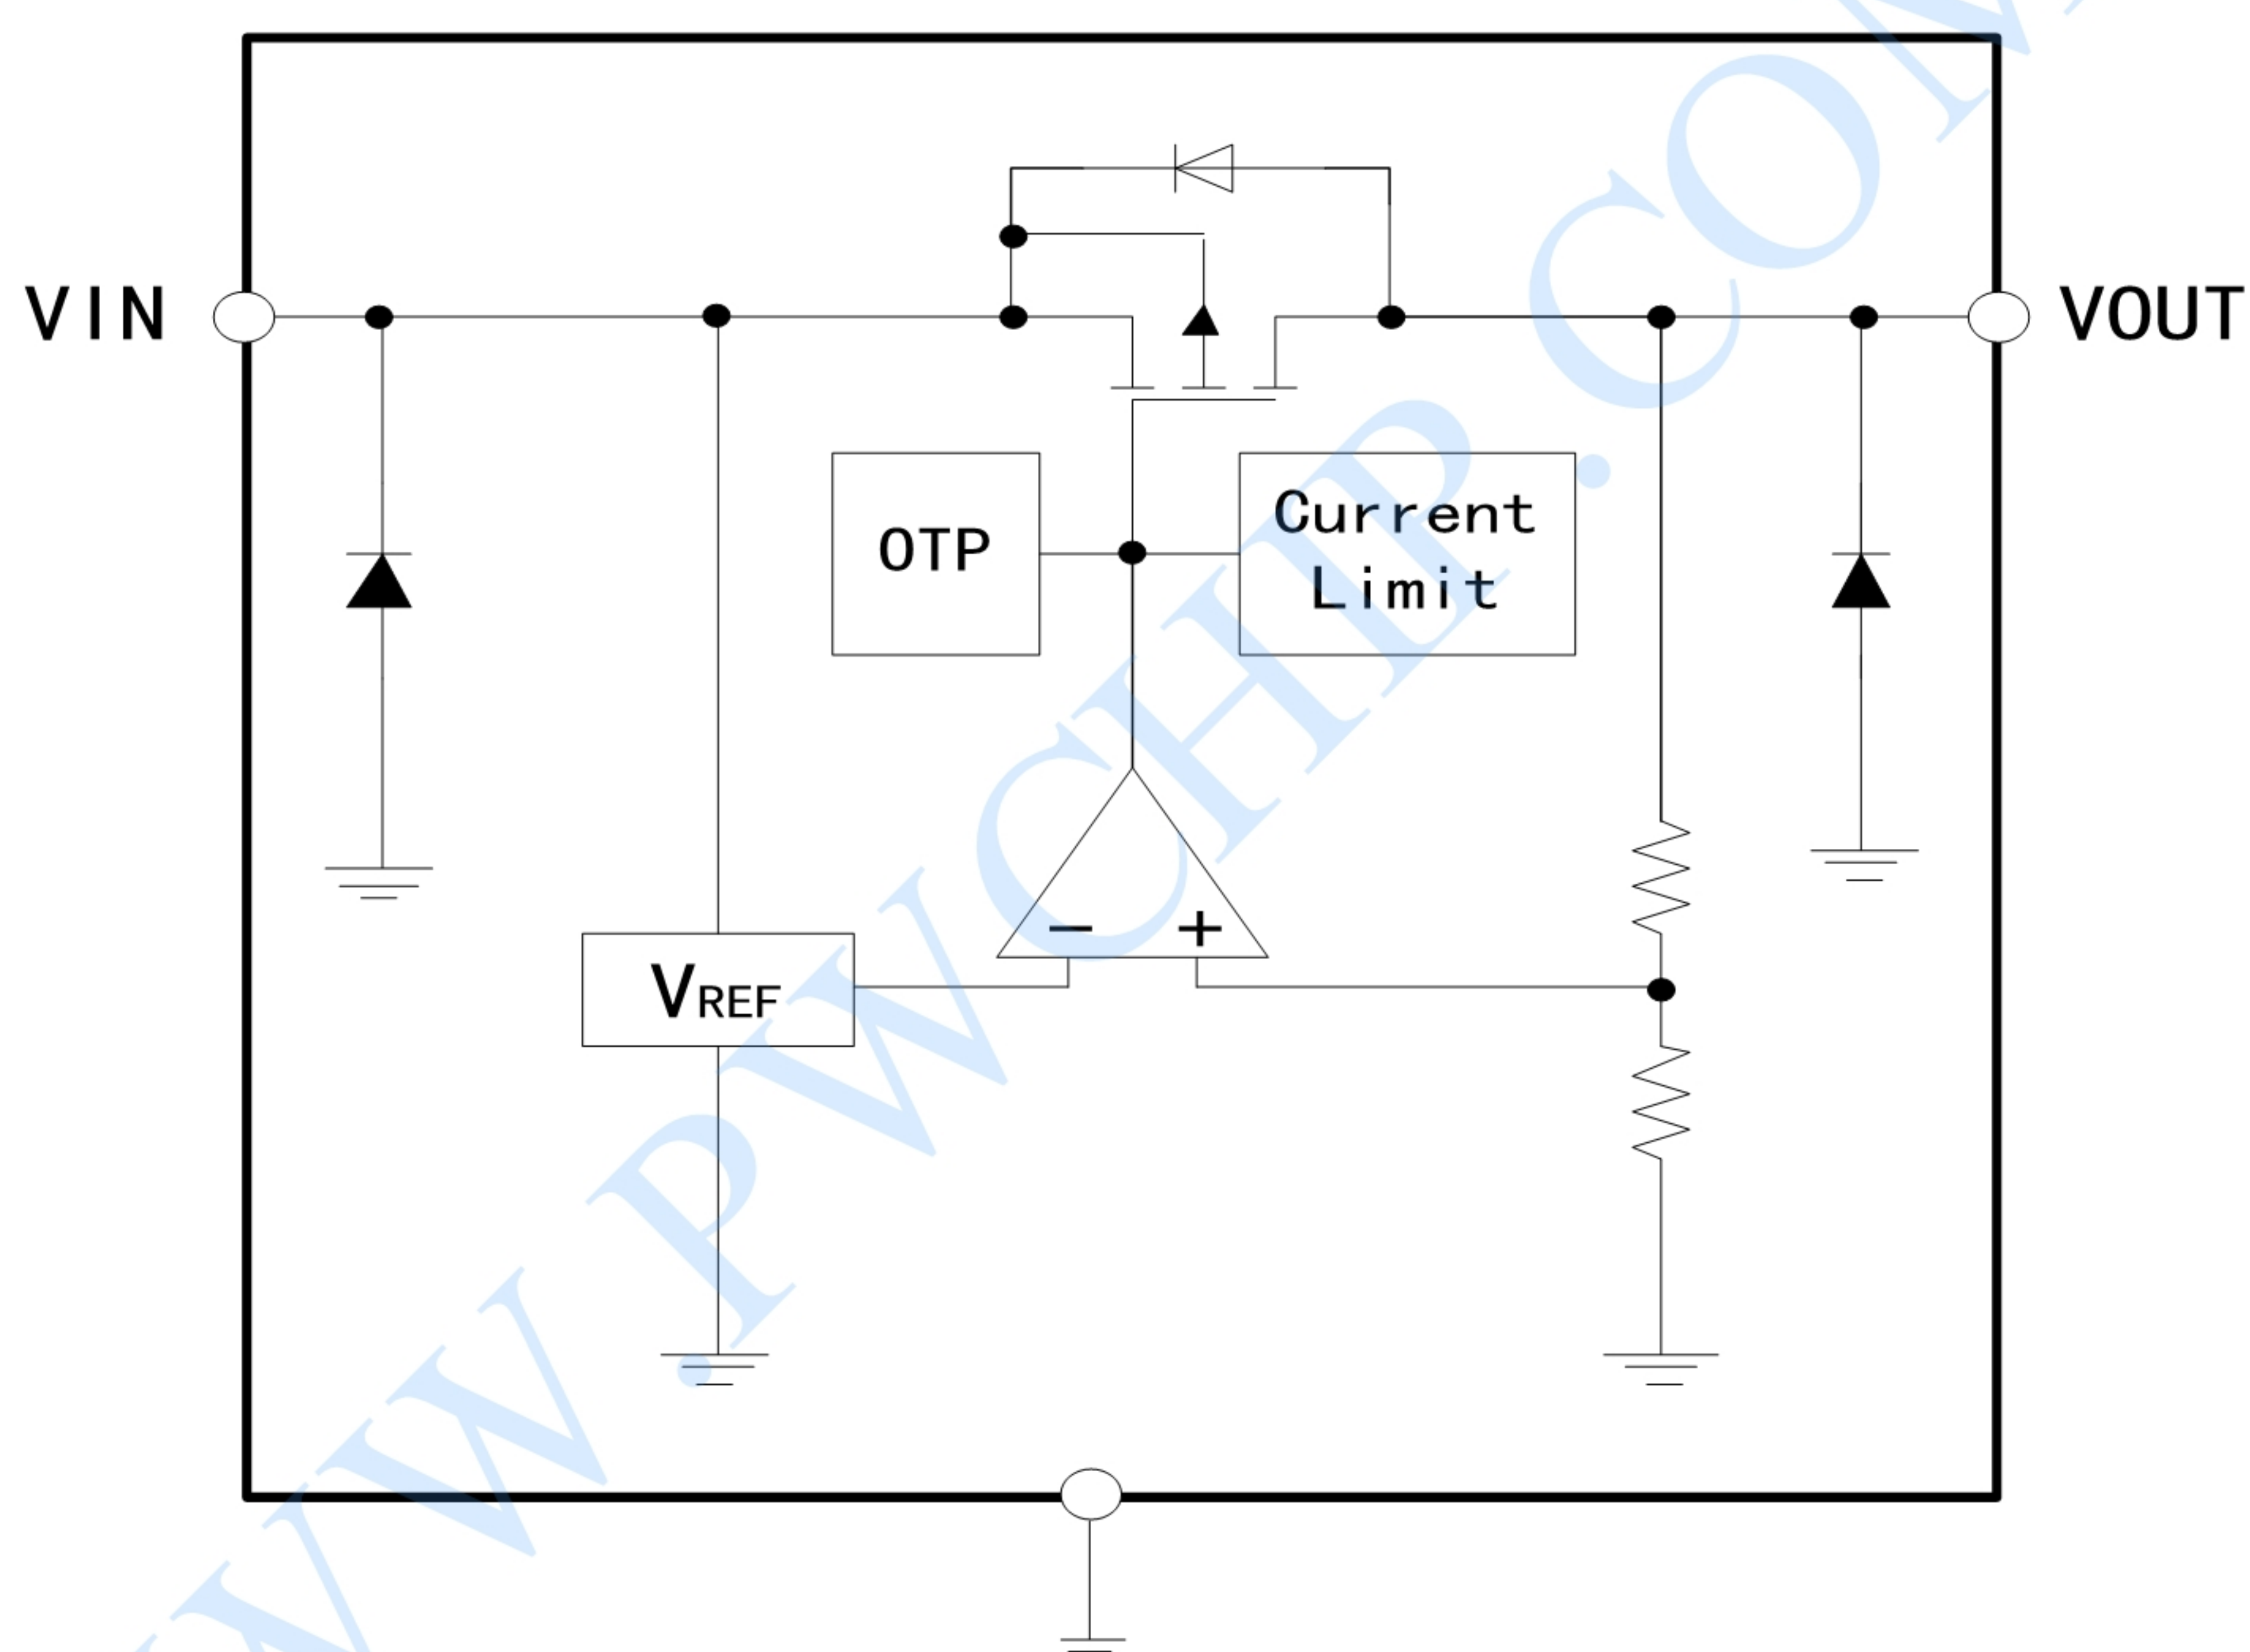 VIN
VOUT
OTP
Current
Limit
−
+
VREF
WWW.PWCHIP.COM